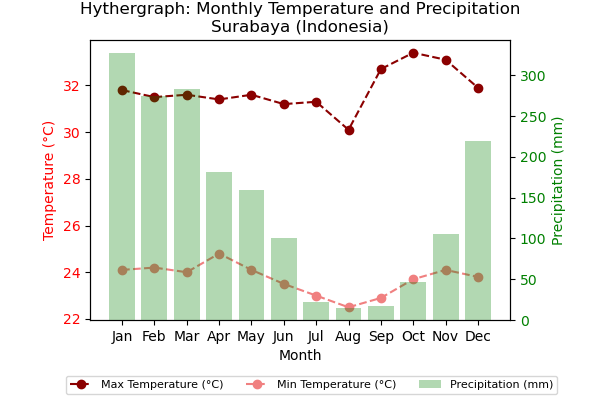 Hythergraph: Monthly Temperature and Precipitation
Surabaya (Indonesia)
Temperature (°C)
32
30
28
26
24
22
300
250
200
150
100
50
0
Precipitation (mm)
Jan Feb Mar Apr May Jun Jul Aug Sep Oct Nov Dec
Month
Max Temperature (°C) Min Temperature (°C) Precipitation (mm)